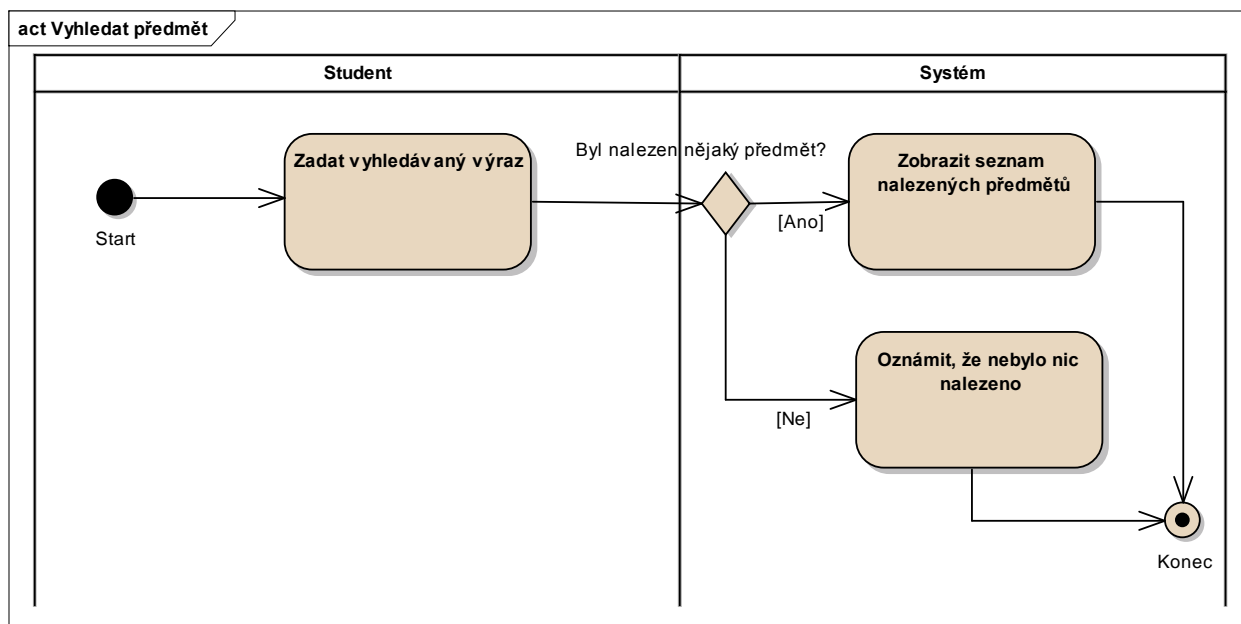 act Vyhledat předmět
Student
Systém
Zadat vyhledávaný výraz
Byl nalezen nějaký předmět?
Zobrazit seznam
nalezených předmětů
Start
[Ano]
Oznámit, že nebylo nic
nalezeno
[Ne]
Konec